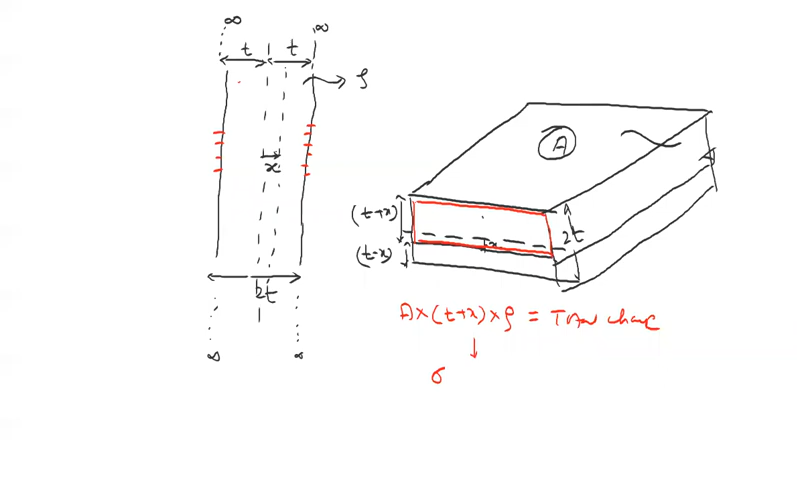 ∞ ∞
t t
ρ
x
2t
∞ ∞
A
(t+x)
(t-x)
x
2t
A×(t+x)×ρ = Total charge
σ